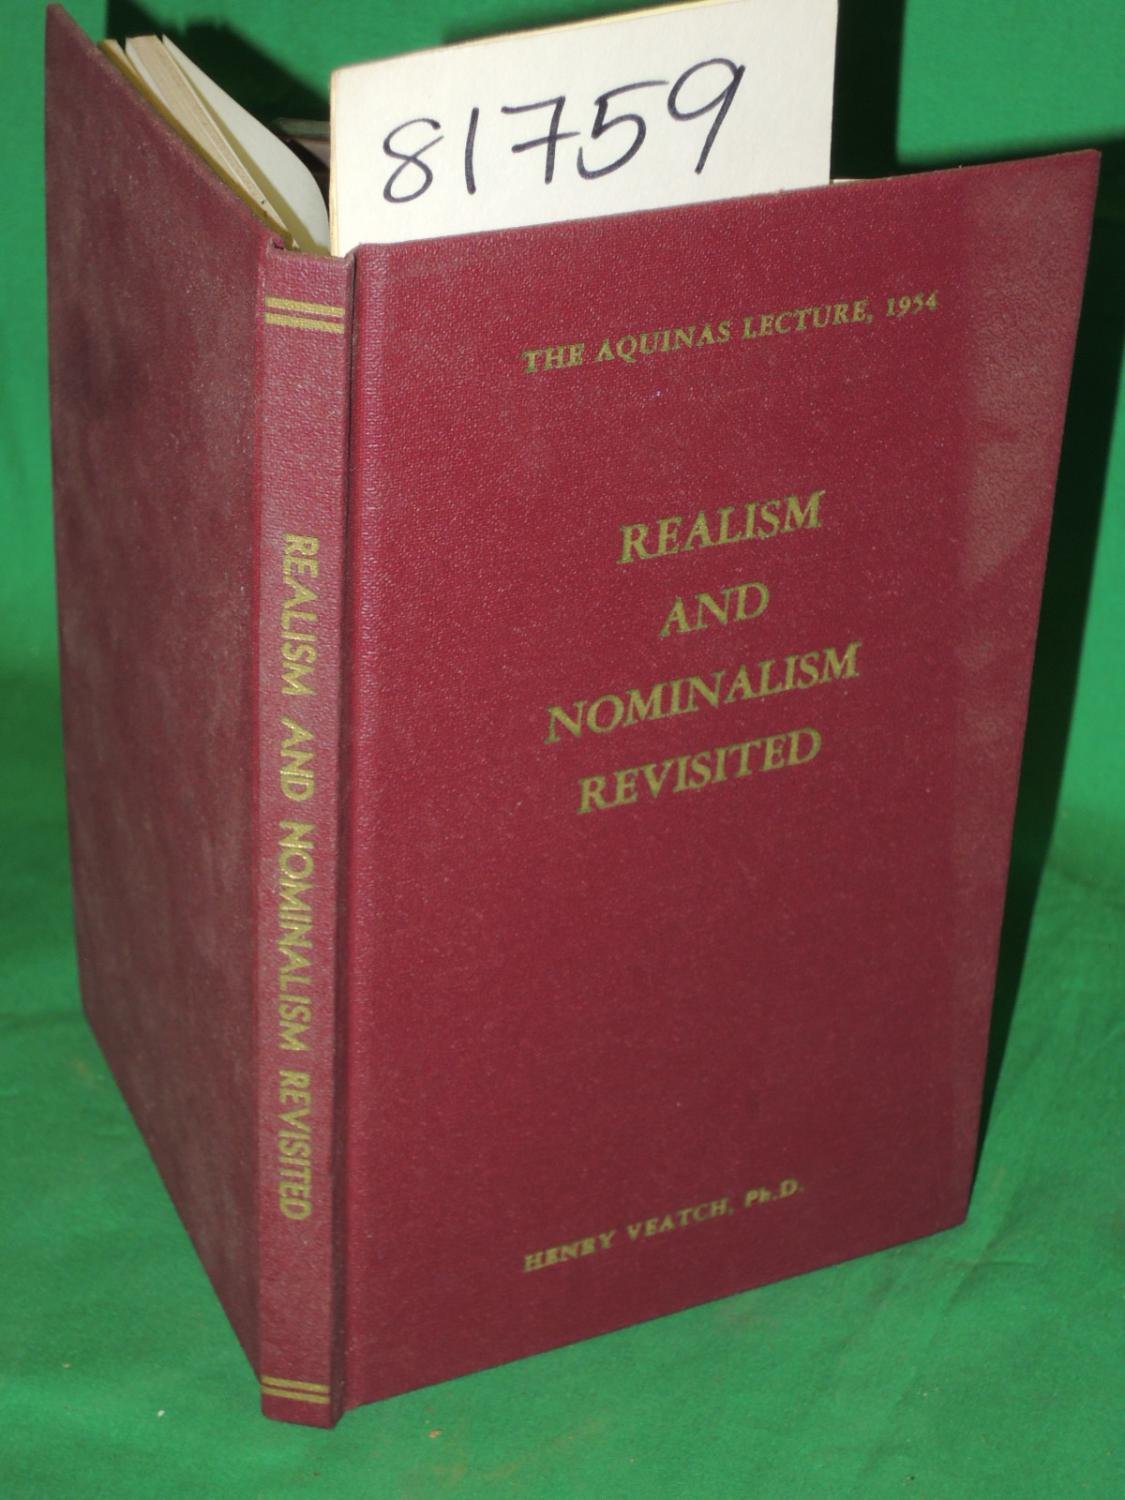 81759
THE AQUINAS LECTURE, 1954
REALISM
AND
NOMINALISM
REVISITED
HENRY VEATCH, Ph.D.
REALISM AND NOMINALISM REVISITED